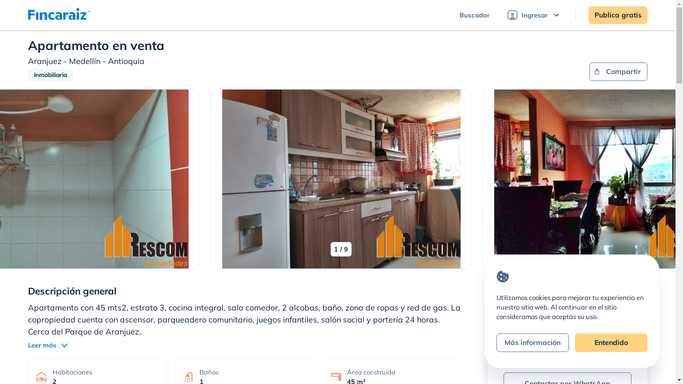 Fincaraiz
Buscador
Ingresar
Publica gratis
Apartamento en venta
Aranjuez - Medellín - Antioquia
Inmobiliaria
Compartir
RESCOM
RESCOM
RESCOM
1 / 9
Descripción general
Apartamento con 45 mts2, estrato 3, cocina integral, sala comedor, 2 alcobas, baño, zona de ropas y red de gas. La
copropiedad cuenta con ascensor, parqueadero comunitario, juegos infantiles, salón social y portería 24 horas.
Cerca del Parque de Aranjuez..
Leer más
Habitaciones
2
Baños
1
Área construida
45 m²
Utilizamos cookies para mejorar tu experiencia en
nuestro sitio web. Al continuar en el sitio
consideramos que aceptas su uso.
Más información
Entendido
Contactar por WhatsApp